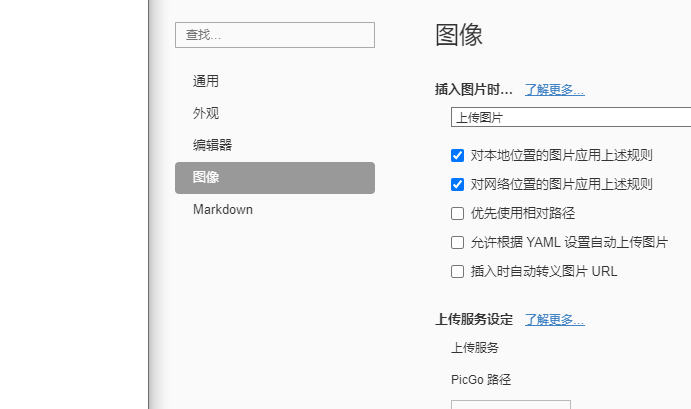 查找…
通用
外观
编辑器
图像
Markdown
图像
插入图片时… 了解更多…
上传图片
对本地位置的图片应用上述规则
对网络位置的图片应用上述规则
优先使用相对路径
允许根据 YAML 设置自动上传图片
插入时自动转义图片 URL
上传服务设定 了解更多…
上传服务
PicGo 路径